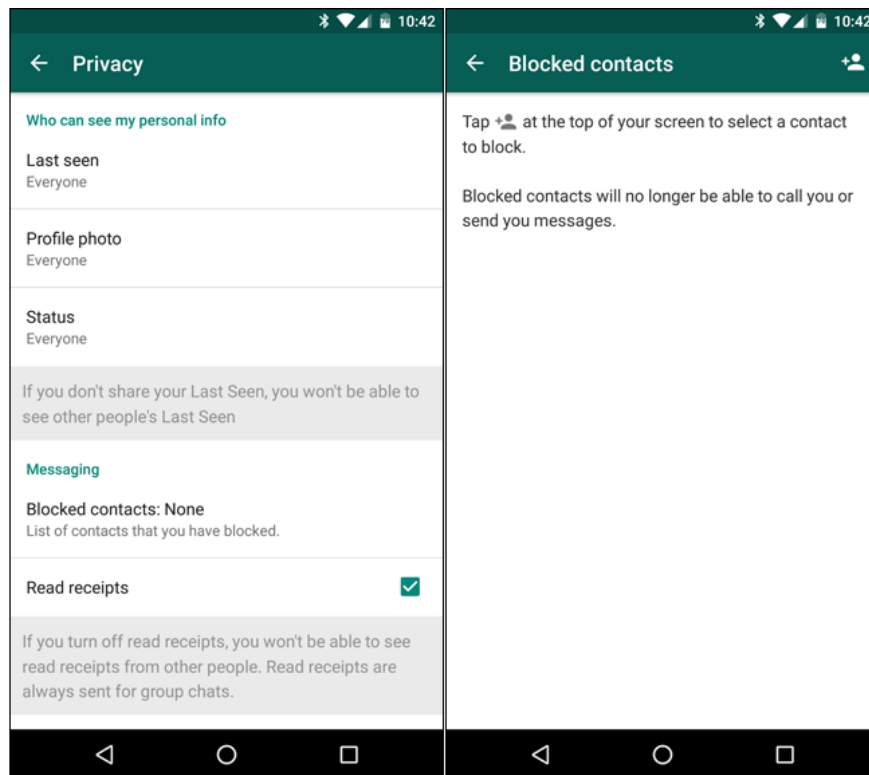 10:42
Privacy
Who can see my personal info
Last seen
Everyone
Profile photo
Everyone
Status
Everyone
If you don't share your Last Seen, you won't be able to
see other people's Last Seen
Messaging
Blocked contacts: None
List of contacts that you have blocked.
Read receipts
If you turn off read receipts, you won't be able to see
read receipts from other people. Read receipts are
always sent for group chats.
10:42
Blocked contacts
Tap at the top of your screen to select a contact
to block.
Blocked contacts will no longer be able to call you or
send you messages.